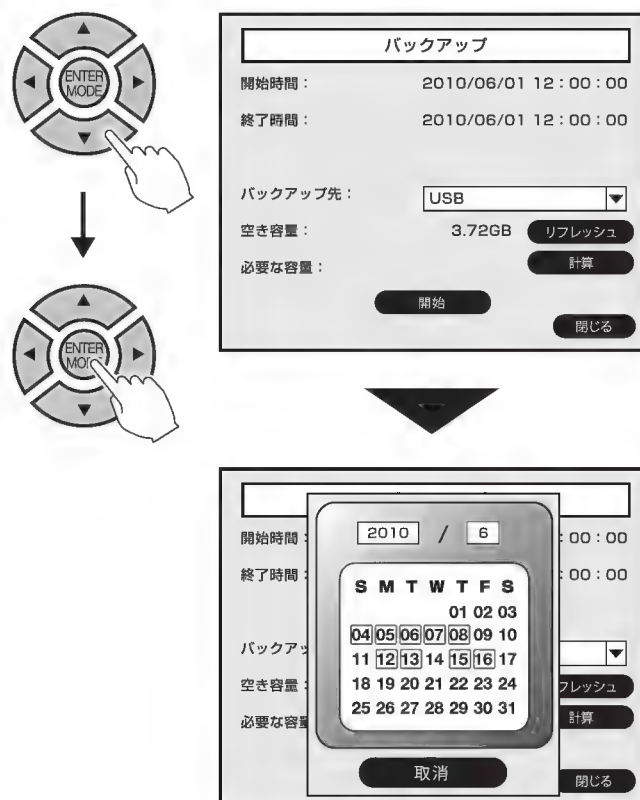 ENTER
MODE
バックアップ
開始時間： 2010/06/01 12：00：00
終了時間： 2010/06/01 12：00：00
バックアップ先： USB
空き容量： 3.72GB リフレッシュ
必要な容量： 計算
開始
閉じる
ENTER
MODE
2010 / 6
開始時間： ：00：00
終了時間： ：00：00
S M T W T F S
01 02 03
04 05 06 07 08 09 10
バックアッ
11 12 13 14 15 16 17
空き容量： フレッシュ
18 19 20 21 22 23 24
25 26 27 28 29 30 31
必要な容量 計算
取消
閉じる